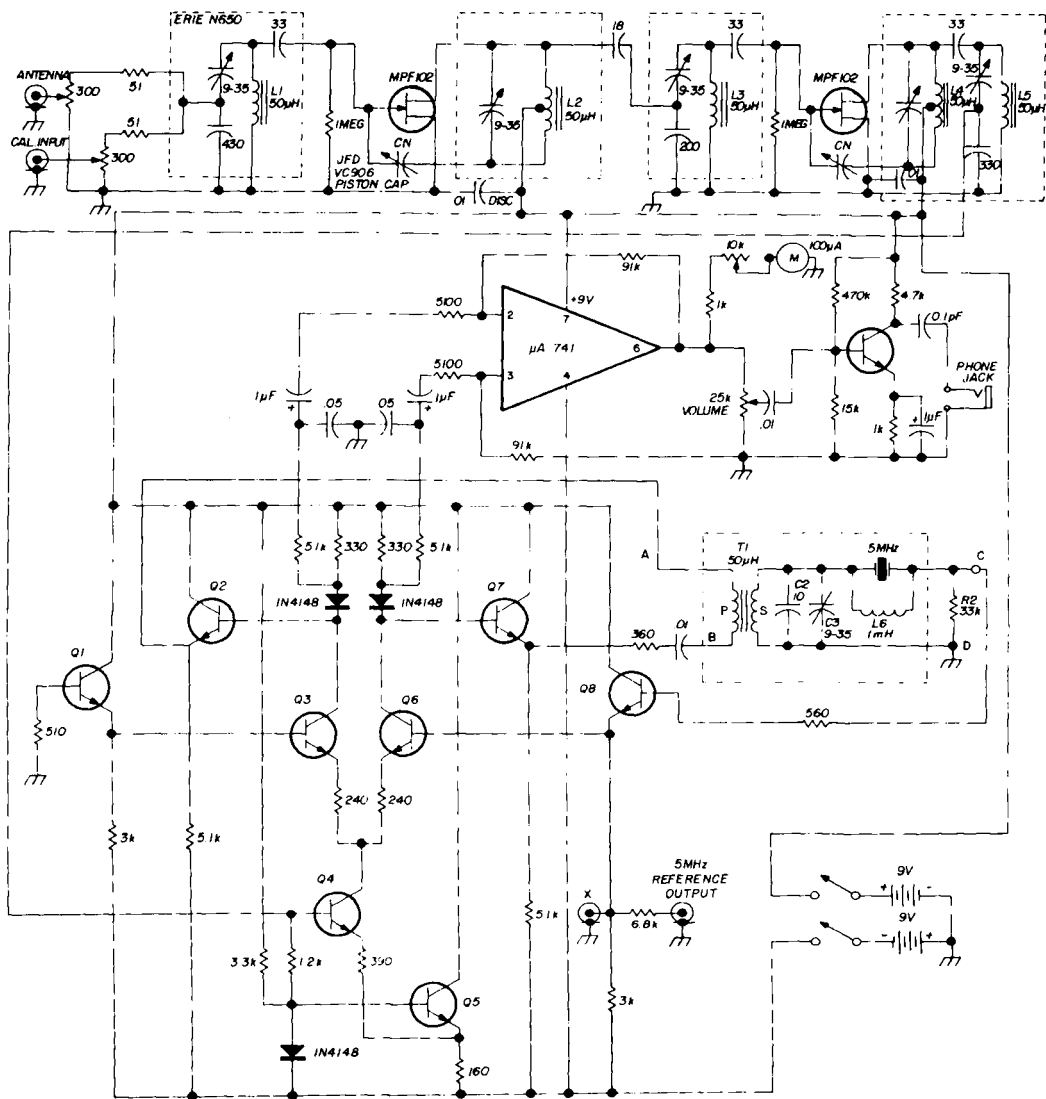 ERIE N650
33
9-35
L1
50µH
430
ANTENNA
300
51
CAL. INPUT
300
51
1MEG
MPF102
CN
JFD
VC906
PISTON CAP
9-35
L2
50µH
.01 DISC
18
33
9-35
L3
50µH
200
1MEG
MPF102
CN
33
9-35
L4
50µH
L5
50µH
.01
330
91k
5100
5100
2
3
+9V
7
µA 741
6
4
91k
1µF
.05
.05
1µF
10k
M
100µA
1k
25k
VOLUME
.01
470k
4.7k
0.1pF
15k
1k
1µF
PHONE
JACK
5.1k
330
330
5.1k
1N4148
1N4148
Q2
Q7
Q1
510
Q3
Q6
240
240
3k
5.1k
Q4
3.3k
1.2k
390
Q5
1N4148
160
5.1k
Q8
A
B
360
.01
T1
50µH
P
S
C2
10
C3
9-35
5MHz
L6
1mH
C
R2
33k
D
560
X
5MHz
REFERENCE
OUTPUT
6.8k
3k
9V
+
-
9V
-
+